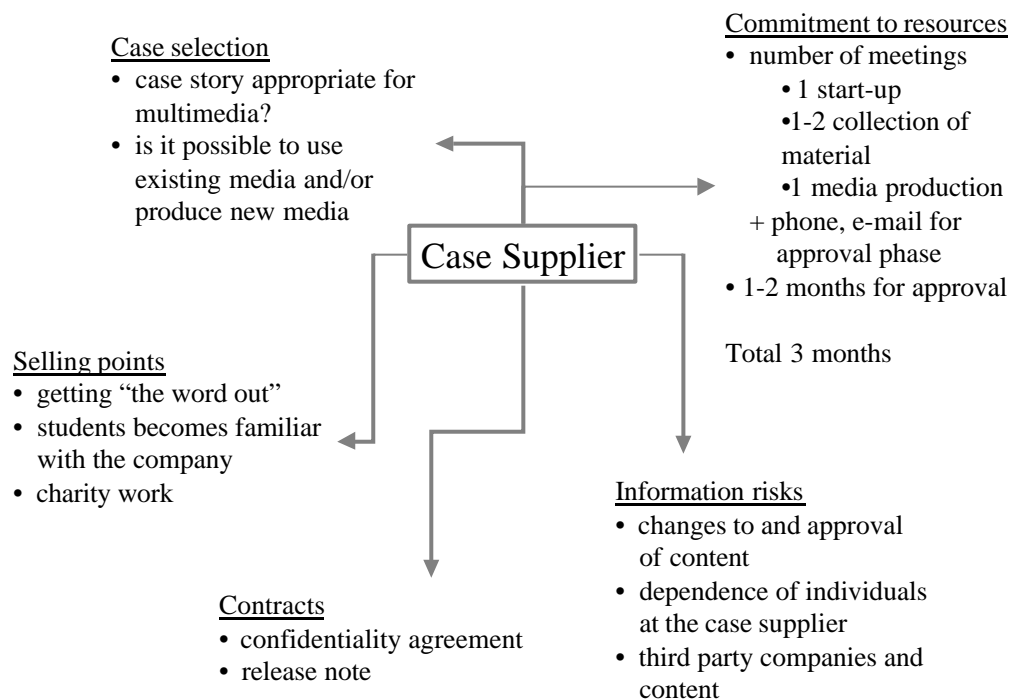 Case selection
• case story appropriate for
multimedia?
• is it possible to use
existing media and/or
produce new media
Commitment to resources
• number of meetings
• 1 start-up
•1-2 collection of
material
•1 media production
+ phone, e-mail for
approval phase
• 1-2 months for approval
Total 3 months
Case Supplier
Selling points
• getting “the word out”
• students becomes familiar
with the company
• charity work
Contracts
• confidentiality agreement
• release note
Information risks
• changes to and approval
of content
• dependence of individuals
at the case supplier
• third party companies and
content